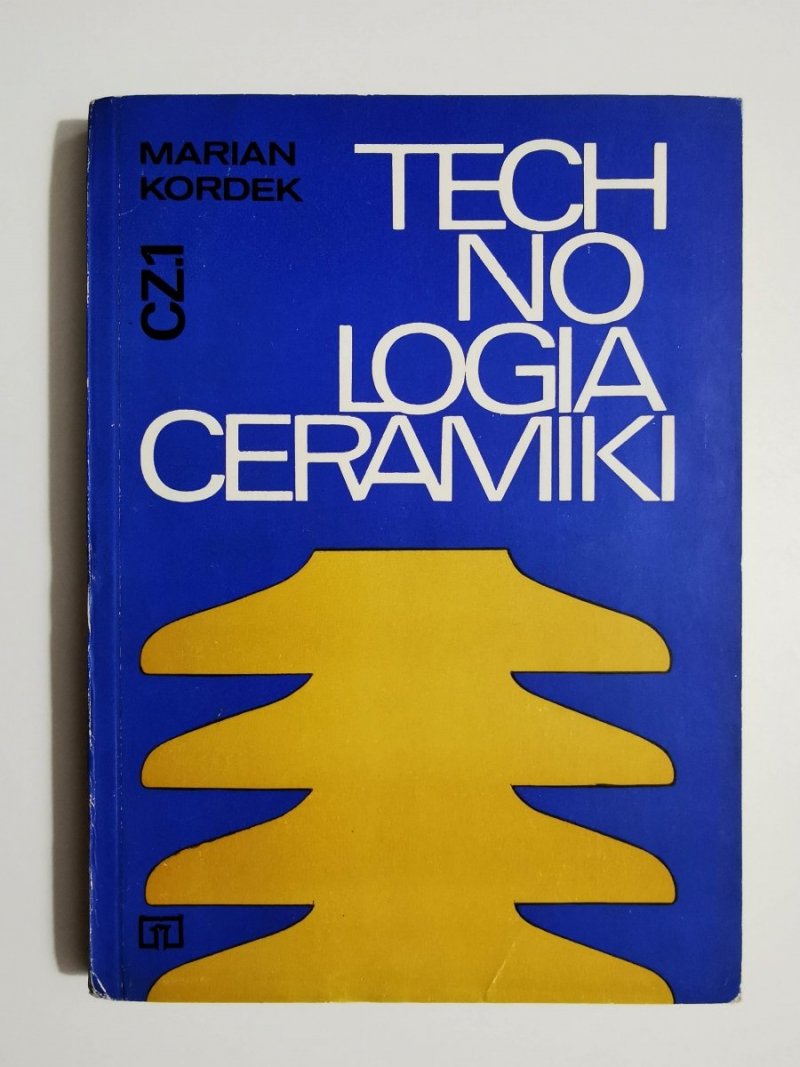 MARIAN
KORDEK
CZ.1
TECH
NO
LOGIA
CERAMIKI